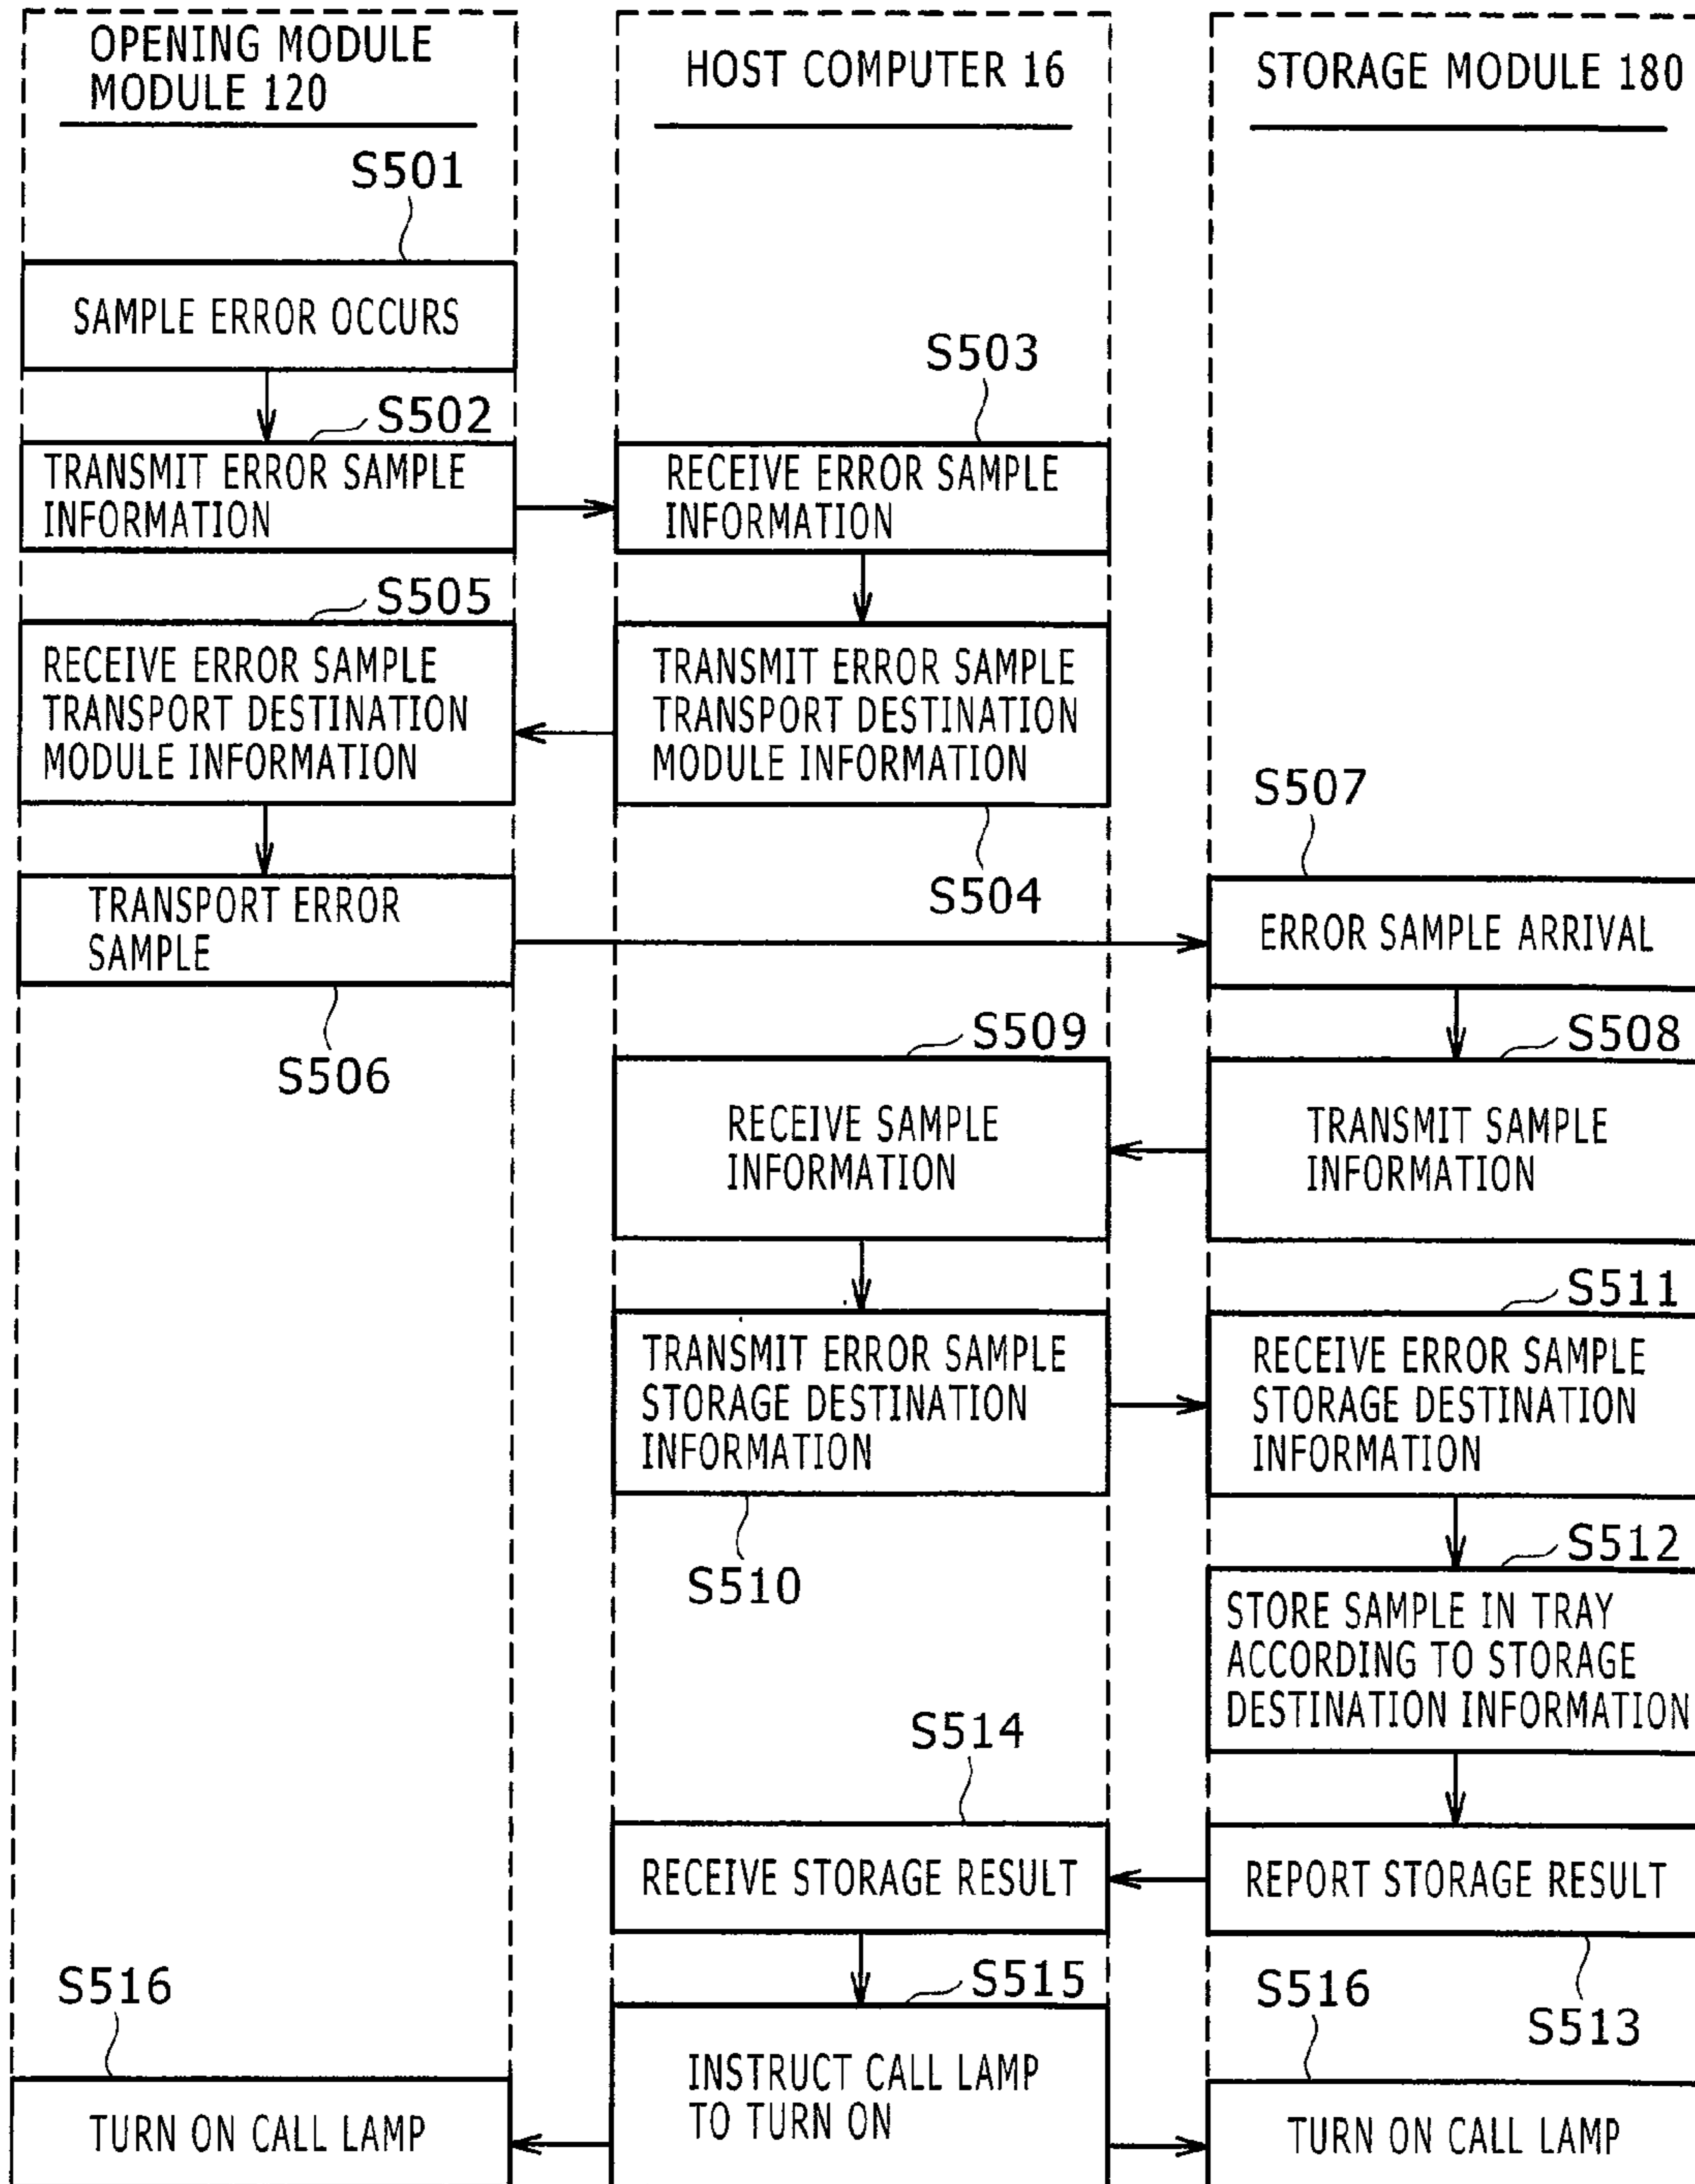 OPENING MODULE
MODULE 120
HOST COMPUTER 16
STORAGE MODULE 180
S501
SAMPLE ERROR OCCURS
S502
TRANSMIT ERROR SAMPLE
INFORMATION
S503
RECEIVE ERROR SAMPLE
INFORMATION
S505
RECEIVE ERROR SAMPLE
TRANSPORT DESTINATION
MODULE INFORMATION
TRANSMIT ERROR SAMPLE
TRANSPORT DESTINATION
MODULE INFORMATION
S504
TRANSPORT ERROR
SAMPLE
S506
S507
ERROR SAMPLE ARRIVAL
S508
TRANSMIT SAMPLE
INFORMATION
S509
RECEIVE SAMPLE
INFORMATION
TRANSMIT ERROR SAMPLE
STORAGE DESTINATION
INFORMATION
S510
S511
RECEIVE ERROR SAMPLE
STORAGE DESTINATION
INFORMATION
S512
STORE SAMPLE IN TRAY
ACCORDING TO STORAGE
DESTINATION INFORMATION
REPORT STORAGE RESULT
S513
S514
RECEIVE STORAGE RESULT
S515
INSTRUCT CALL LAMP
TO TURN ON
S516
TURN ON CALL LAMP
S516
TURN ON CALL LAMP